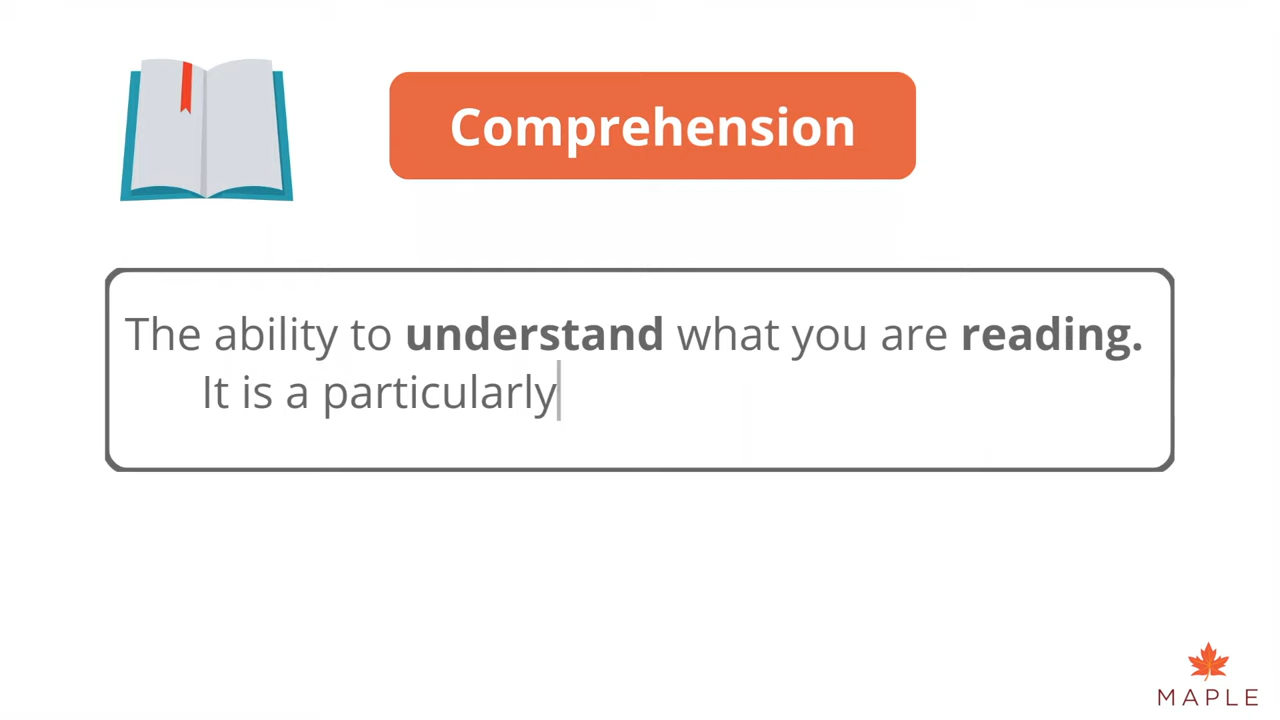 Comprehension
The ability to understand what you are reading.
It is a particularly
MAPLE